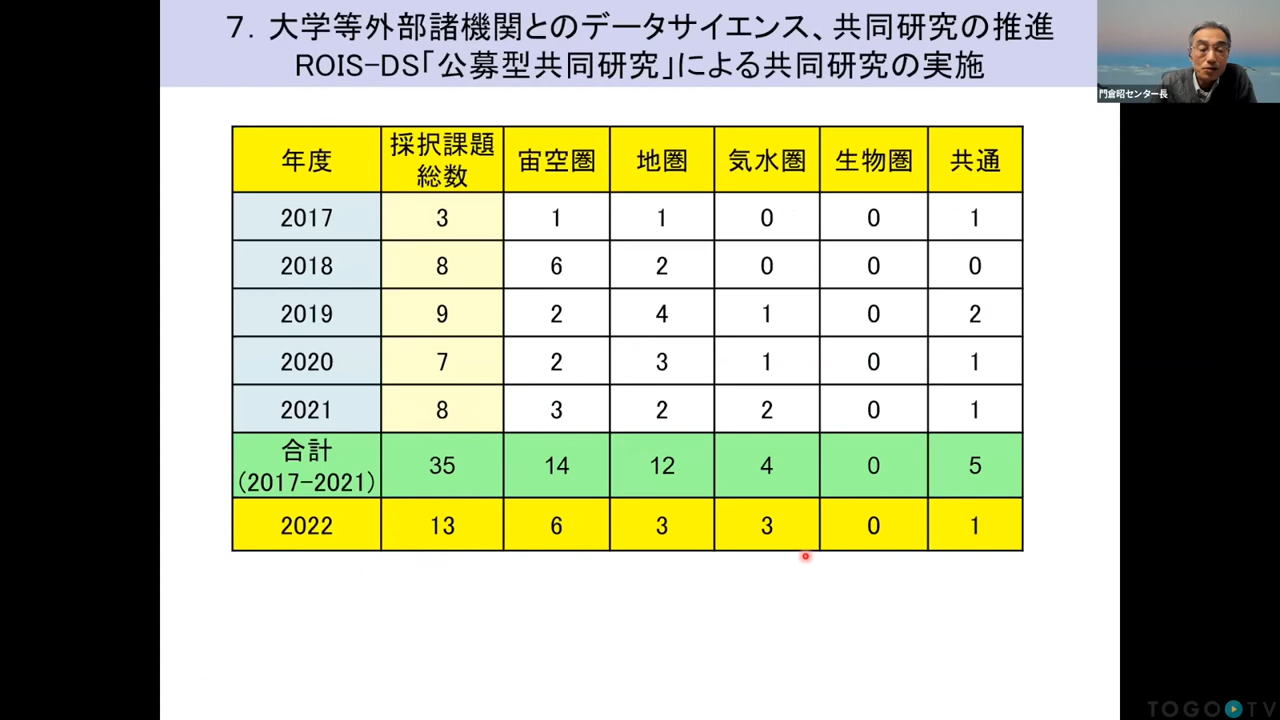 7．大学等外部諸機関とのデータサイエンス、共同研究の推進
ROIS-DS「公募型共同研究」による共同研究の実施
門倉昭センター長
年度 採択課題総数 宙空圏 地圏 気水圏 生物圏 共通
2017 3 1 1 0 0 1
2018 8 6 2 0 0 0
2019 9 2 4 1 0 2
2020 7 2 3 1 0 1
2021 8 3 2 2 0 1
合計(2017-2021) 35 14 12 4 0 5
2022 13 6 3 3 0 1
TOGO TV